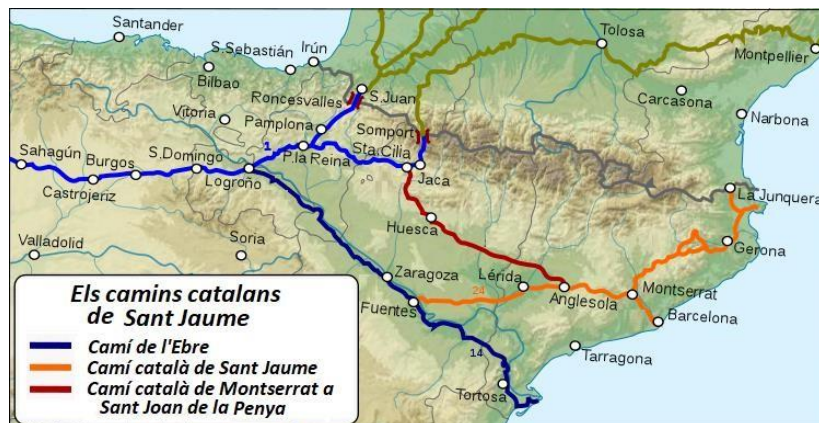 Santander
S.Sebastián
Irún
Bilbao
Tolosa
Montpellier
Roncesvalles
S.Juan
Carcasona
Vitoria
Pamplona
Somport
Narbona
1
P.la Reina
Sta.Cilia
Sahagún
Burgos
S.Domingo
Jaca
La Junquera
Castrojeriz
Logroño
Huesca
Gerona
Valladolid
Soria
Zaragoza
Lérida
Montserrat
24
Anglesola
Fuentes
Barcelona
14
Tarragona
Tortosa
Els camins catalans
de Sant Jaume
Camí de l'Ebre
Camí català de Sant Jaume
Camí català de Montserrat a
Sant Joan de la Penya